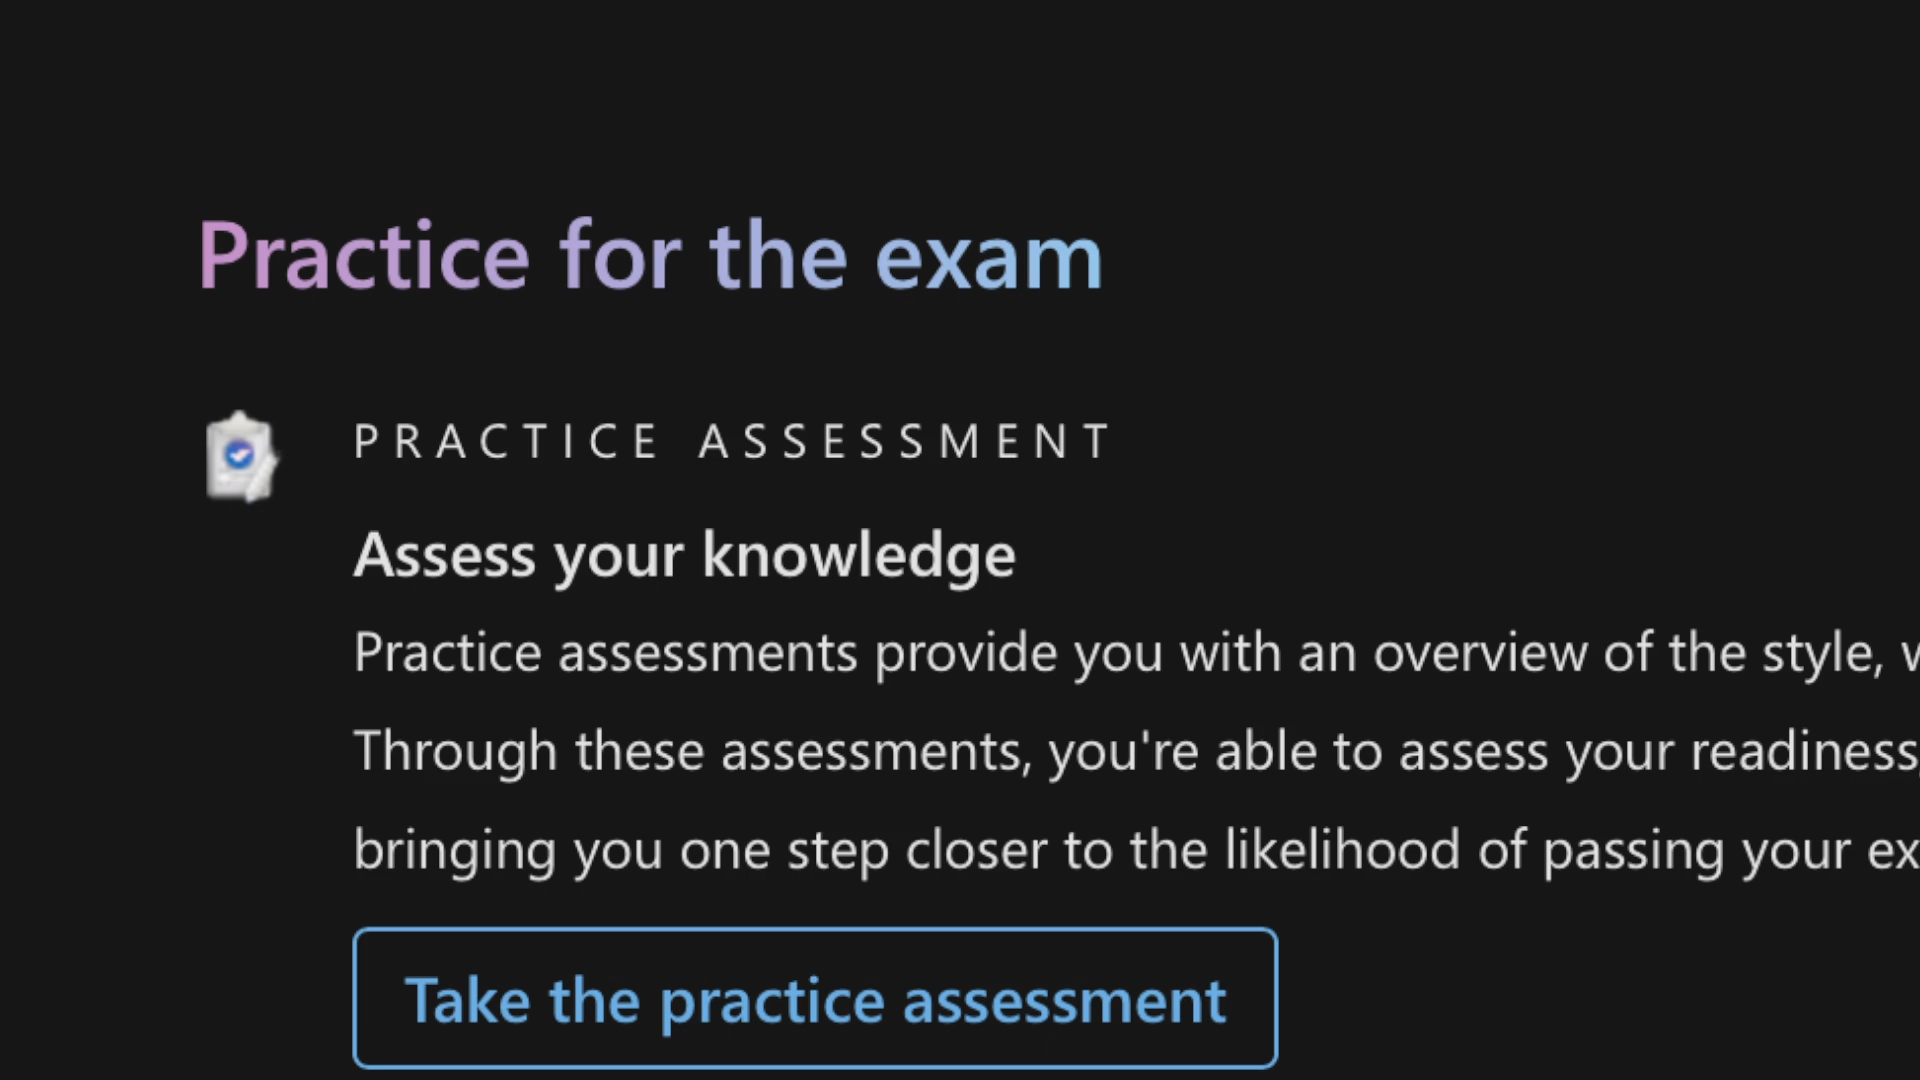 Practice for the exam
PRACTICE ASSESSMENT
Assess your knowledge
Practice assessments provide you with an overview of the style,
Through these assessments, you're able to assess your readiness,
bringing you one step closer to the likelihood of passing your
Take the practice assessment